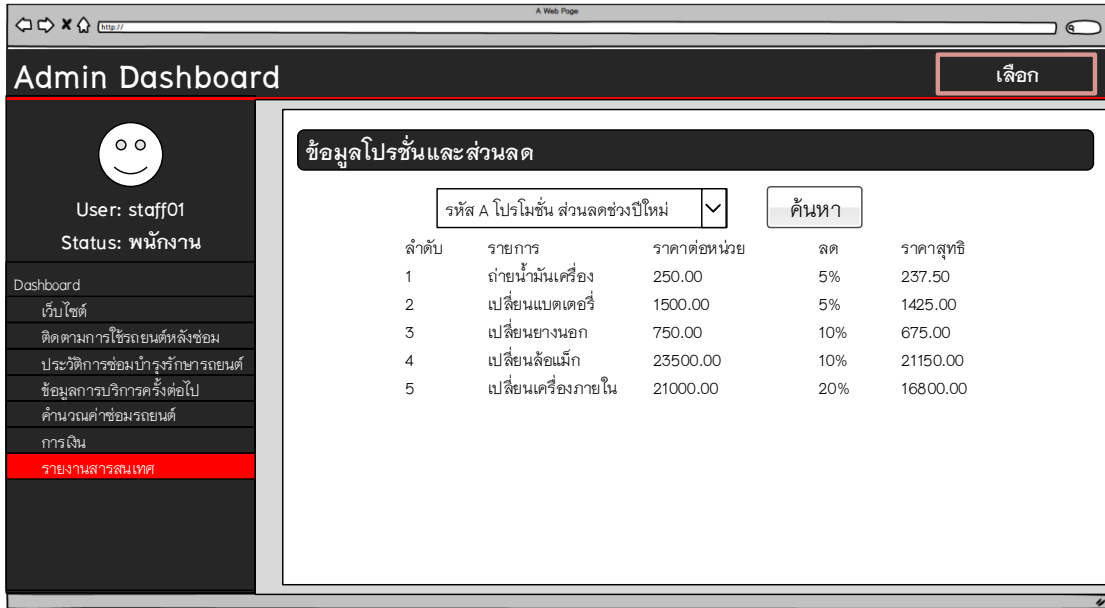 A Web Page
http://
Admin Dashboard
เลือก
User: staff01
Status: พนักงาน
Dashboard
เว็บไซต์
ติดตามการใช้รถยนต์หลังซ่อม
ประวัติการซ่อมบำรุงรักษารถยนต์
ข้อมูลการบริการครั้งต่อไป
คำนวณค่าซ่อมรถยนต์
การเงิน
รายงานสารสนเทศ
ข้อมูลโปรชั่นและส่วนลด
รหัส A โปรโมชั่น ส่วนลดช่วงปีใหม่ ค้นหา
ลำดับ รายการ ราคาต่อหน่วย ลด ราคาสุทธิ
1 ถ่ายน้ำมันเครื่อง 250.00 5% 237.50
2 เปลี่ยนแบตเตอรี่ 1500.00 5% 1425.00
3 เปลี่ยนยางนอก 750.00 10% 675.00
4 เปลี่ยนล้อแม็ก 23500.00 10% 21150.00
5 เปลี่ยนเครื่องภายใน 21000.00 20% 16800.00